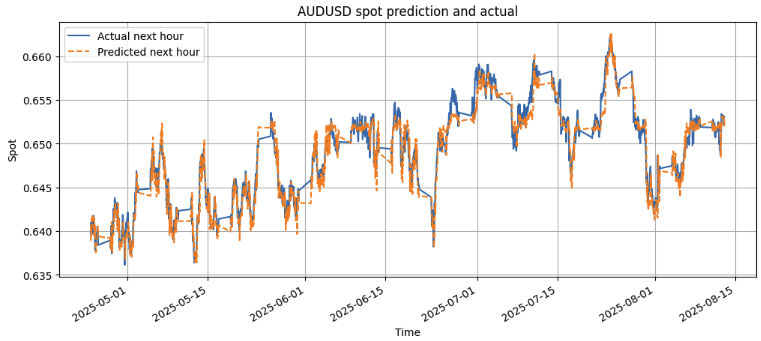 AUDUSD spot prediction and actual
Actual next hour
Predicted next hour
0.660
0.655
0.650
0.645
0.640
0.635
Spot
2025-05-01
2025-05-15
2025-06-01
2025-06-15
2025-07-01
2025-07-15
2025-08-01
2025-08-15
Time